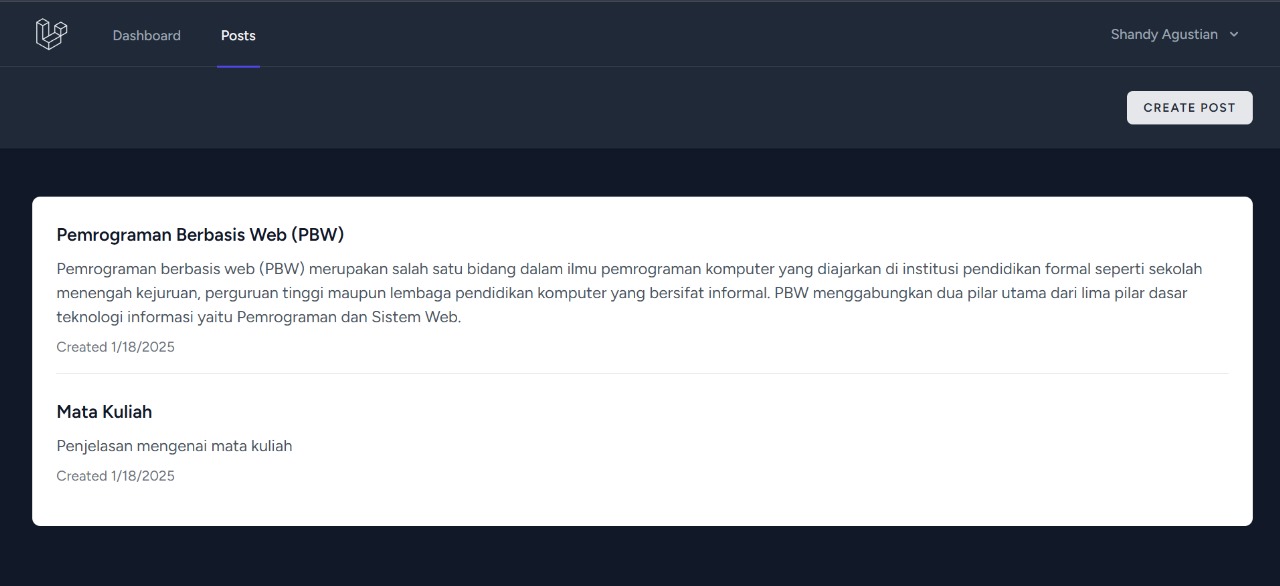 Dashboard
Posts
Shandy Agustian
CREATE POST
Pemrograman Berbasis Web (PBW)
Pemrograman berbasis web (PBW) merupakan salah satu bidang dalam ilmu pemrograman komputer yang diajarkan di institusi pendidikan formal seperti sekolah
menengah kejuruan, perguruan tinggi maupun lembaga pendidikan komputer yang bersifat informal. PBW menggabungkan dua pilar utama dari lima pilar dasar
teknologi informasi yaitu Pemrograman dan Sistem Web.
Created 1/18/2025
Mata Kuliah
Penjelasan mengenai mata kuliah
Created 1/18/2025